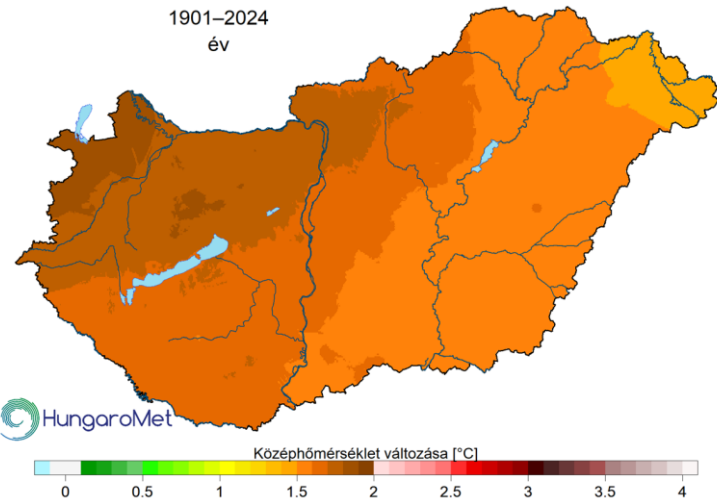 1901–2024
év
HungaroMet
Középhőmérséklet változása [°C]
0 0.5 1 1.5 2 2.5 3 3.5 4